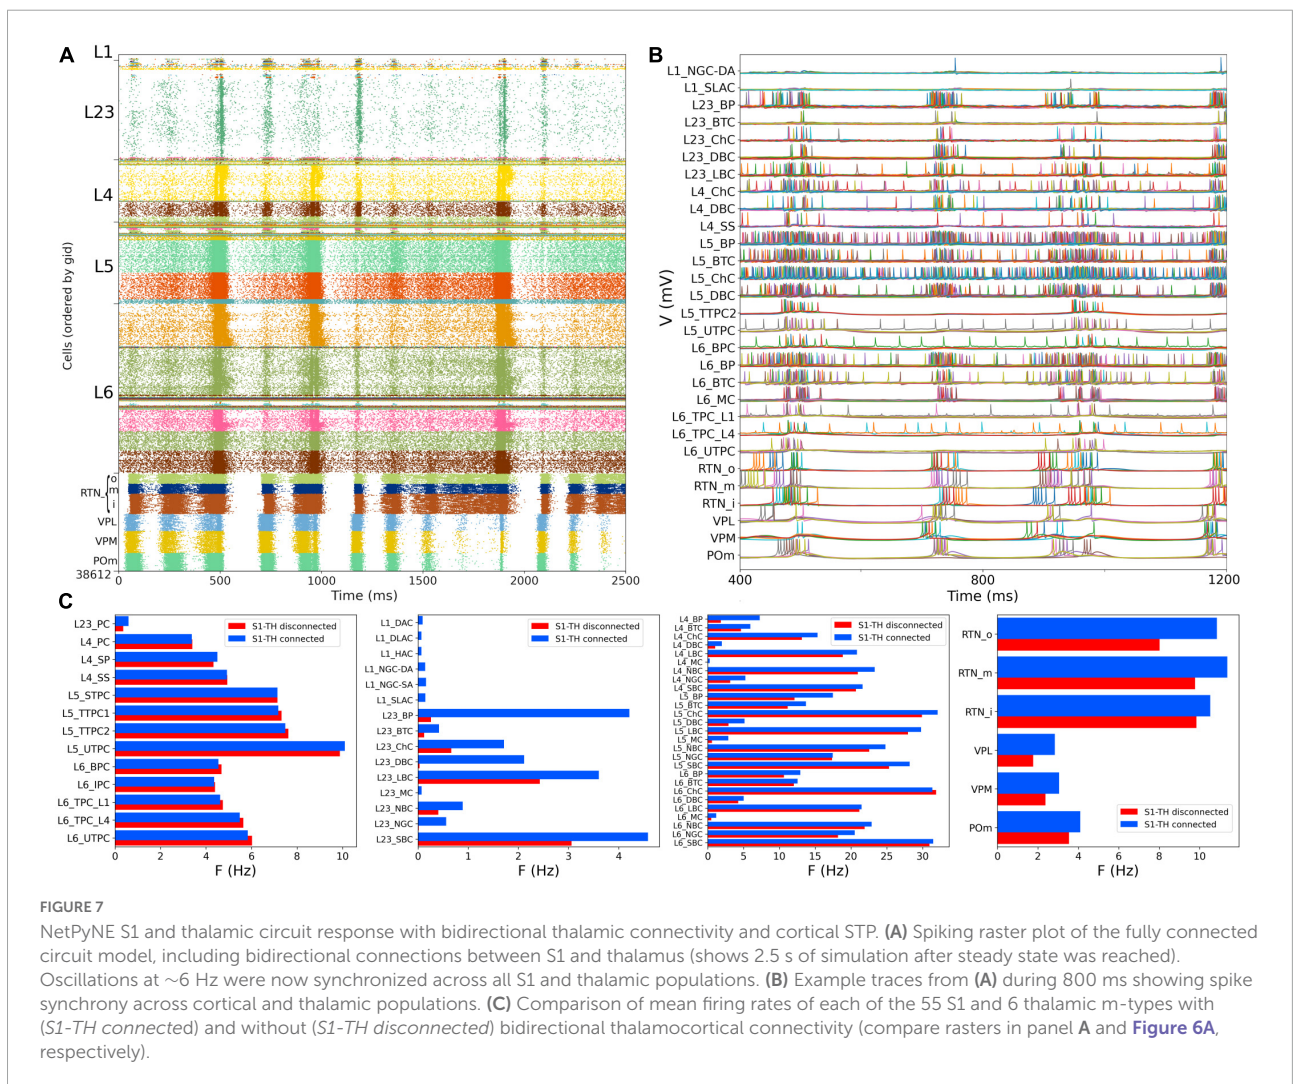 A
L1
L23
L4
L5
L6
Cells (ordered by gid)
RTN
o
m
i
VPL
VPM
POm
38612
0 500 1000 1500 2000 2500
Time (ms)
B
L1_NGC-DA
L1_SLAC
L23_BP
L23_BTC
L23_ChC
L23_DBC
L23_LBC
L4_ChC
L4_DBC
L4_SS
L5_BP
L5_BTC
L5_ChC
L5_DBC
L5_TTPC2
L5_UTPC
L6_BPC
L6_BP
L6_BTC
L6_MC
L6_TPC_L1
L6_TPC_L4
L6_UTPC
RTN_o
RTN_m
RTN_i
VPL
VPM
POm
V (mV)
400 800 1200
Time (ms)
C
L23_PC
L4_PC
L4_SP
L4_SS
L5_STPC
L5_TTPC1
L5_TTPC2
L5_UTPC
L6_BPC
L6_IPC
L6_TPC_L1
L6_TPC_L4
L6_UTPC
S1-TH disconnected
S1-TH connected
0 2 4 6 8 10
F (Hz)
L1_DAC
L1_DLAC
L1_HAC
L1_NGC-DA
L1_NGC-SA
L1_SLAC
L23_BP
L23_BTC
L23_ChC
L23_DBC
L23_LBC
L23_MC
L23_NBC
L23_NGC
L23_SBC
S1-TH disconnected
S1-TH connected
0 1 2 3 4
F (Hz)
L4_BP
L4_BTC
L4_ChC
L4_DBC
L4_LBC
L4_MC
L4_NBC
L4_NGC
L4_SBC
L5_BP
L5_BTC
L5_ChC
L5_DBC
L5_LBC
L5_MC
L5_NBC
L5_NGC
L5_SBC
L6_BP
L6_BTC
L6_ChC
L6_DBC
L6_LBC
L6_MC
L6_NBC
L6_NGC
L6_SBC
S1-TH disconnected
S1-TH connected
0 5 10 15 20 25 30
F (Hz)
RTN_o
RTN_m
RTN_i
VPL
VPM
POm
S1-TH disconnected
S1-TH connected
0 2 4 6 8 10
F (Hz)
FIGURE 7
NetPyNE S1 and thalamic circuit response with bidirectional thalamic connectivity and cortical STP. (A) Spiking raster plot of the fully connected
circuit model, including bidirectional connections between S1 and thalamus (shows 2.5 s of simulation after steady state was reached).
Oscillations at ~6 Hz were now synchronized across all S1 and thalamic populations. (B) Example traces from (A) during 800 ms showing spike
synchrony across cortical and thalamic populations. (C) Comparison of mean firing rates of each of the 55 S1 and 6 thalamic m-types with
(S1-TH connected) and without (S1-TH disconnected) bidirectional thalamocortical connectivity (compare rasters in panel A and Figure 6A,
respectively).